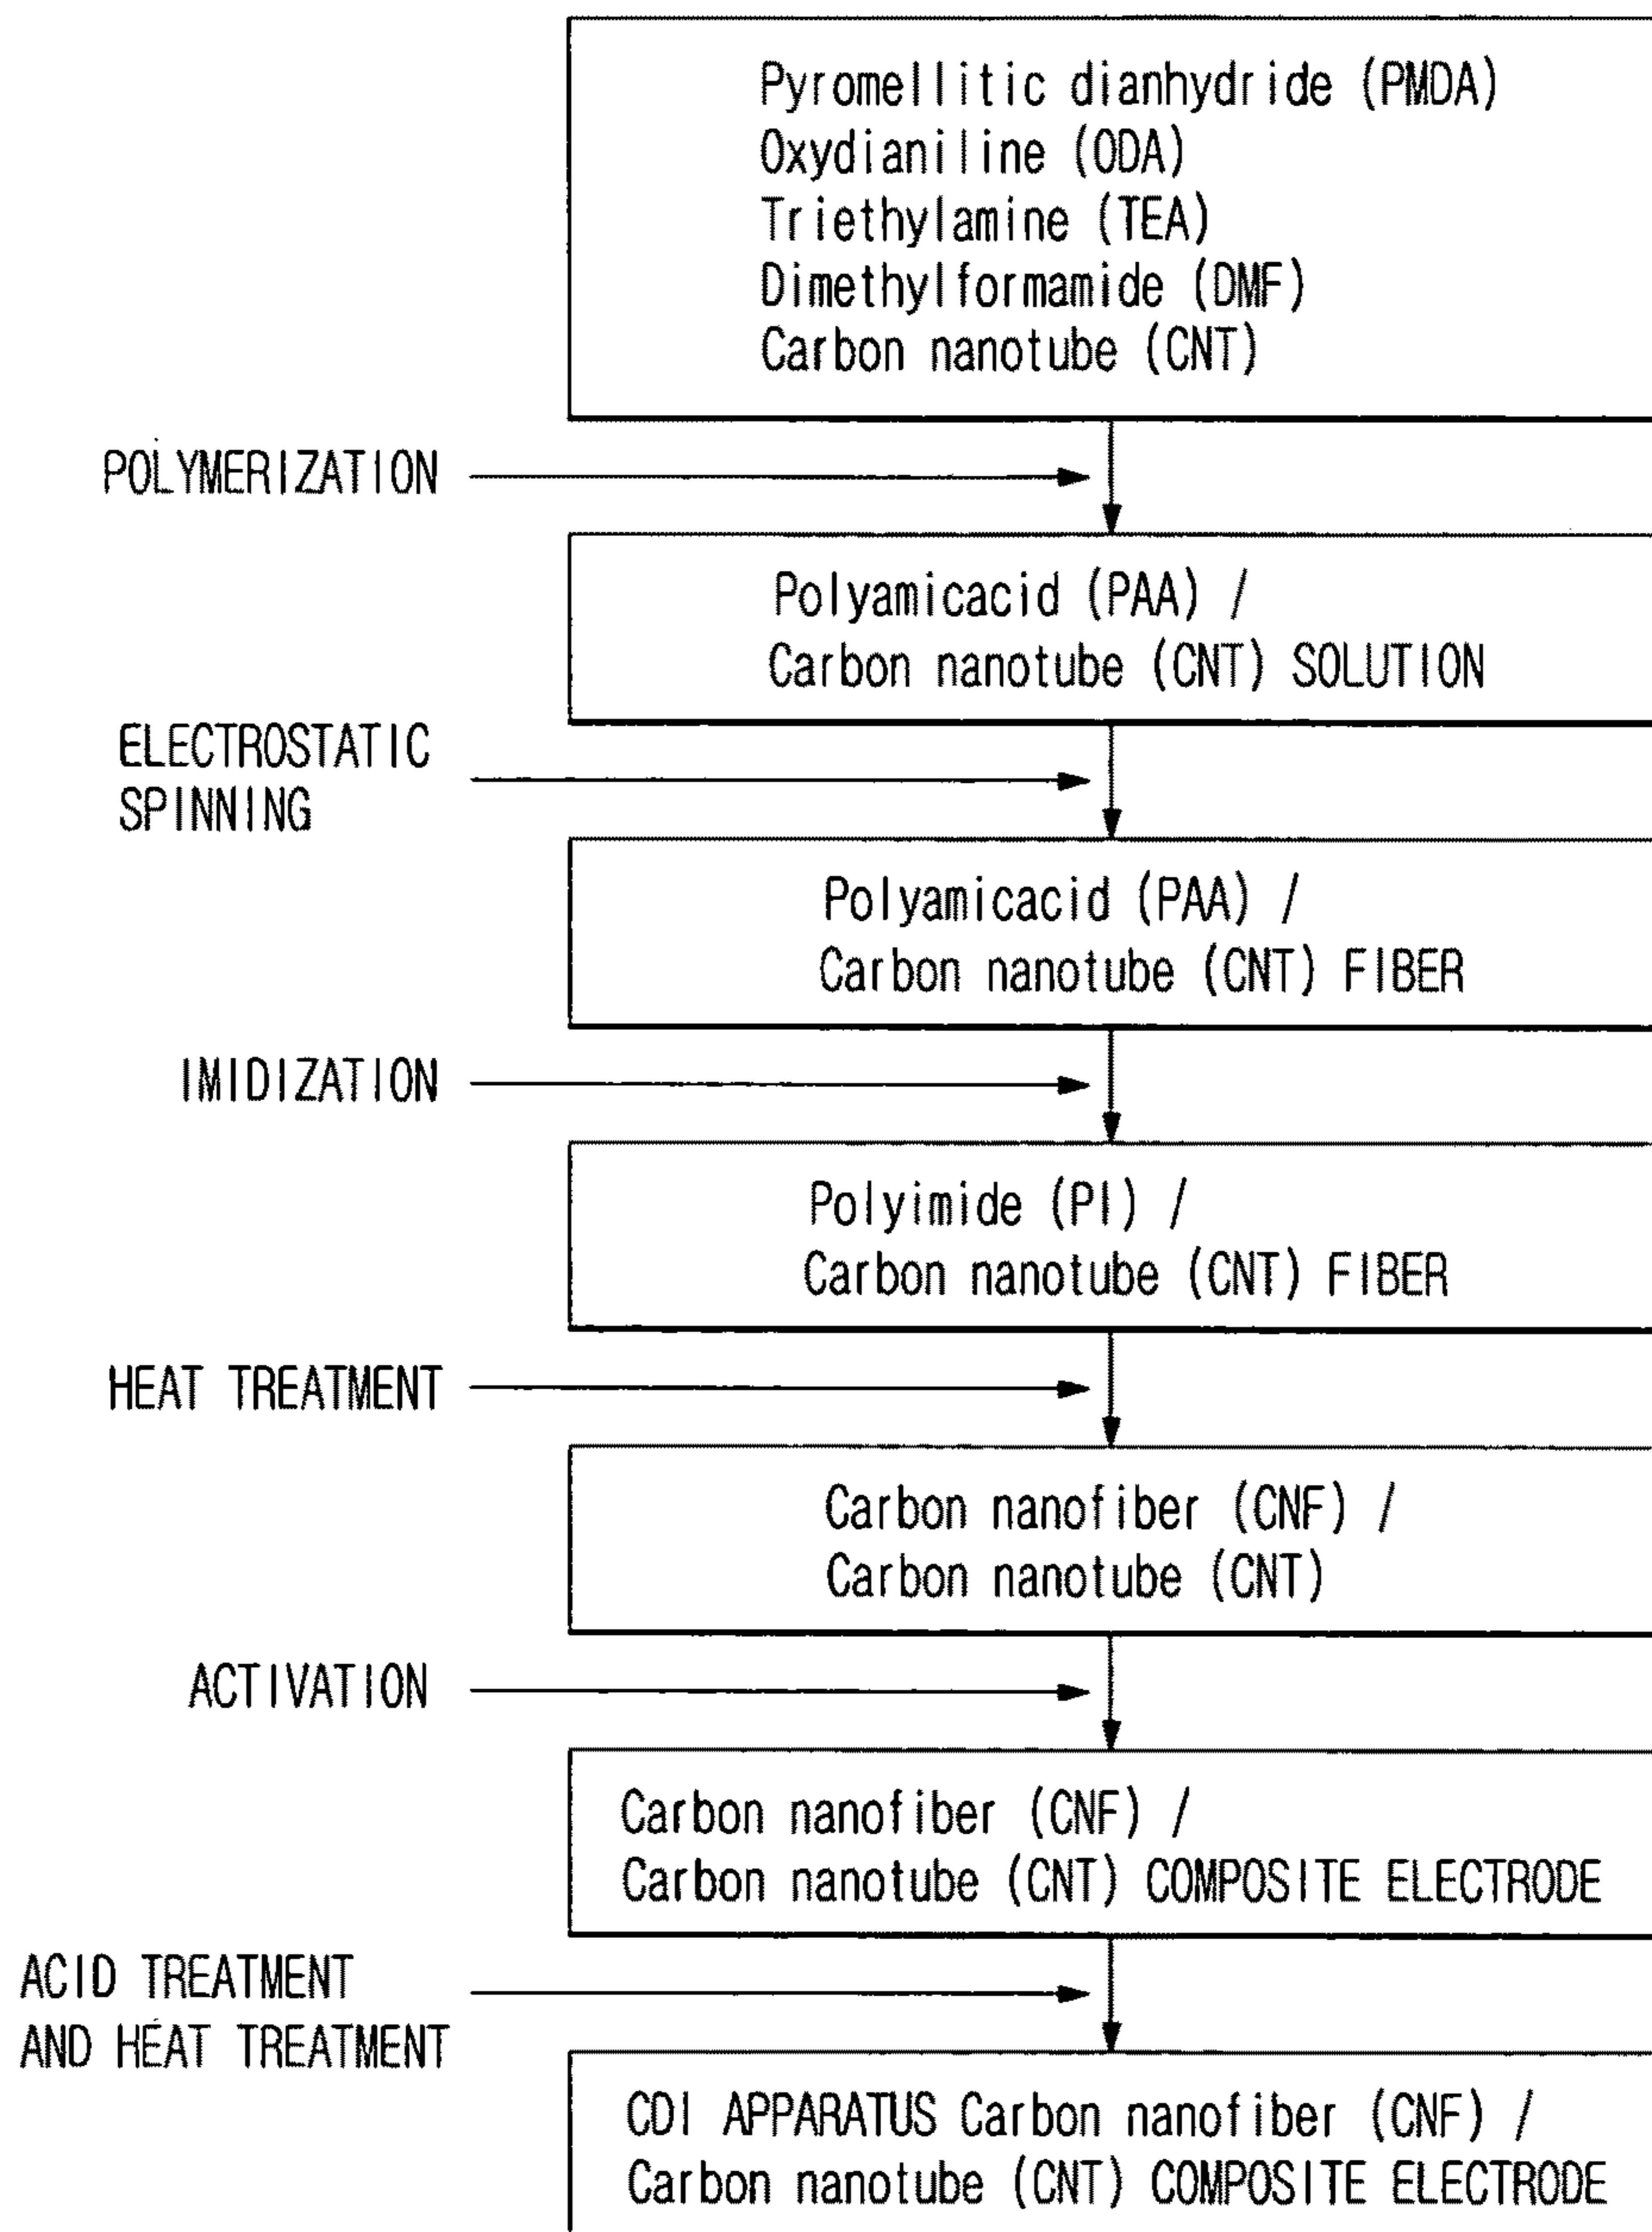 Pyromellitic dianhydride (PMDA)
Oxydianiline (ODA)
Triethylamine (TEA)
Dimethylformamide (DMF)
Carbon nanotube (CNT)
POLYMERIZATION
Polyamicacid (PAA) /
Carbon nanotube (CNT) SOLUTION
ELECTROSTATIC
SPINNING
Polyamicacid (PAA) /
Carbon nanotube (CNT) FIBER
IMIDIZATION
Polyimide (PI) /
Carbon nanotube (CNT) FIBER
HEAT TREATMENT
Carbon nanofiber (CNF) /
Carbon nanotube (CNT)
ACTIVATION
Carbon nanofiber (CNF) /
Carbon nanotube (CNT) COMPOSITE ELECTRODE
ACID TREATMENT
AND HEAT TREATMENT
CDI APPARATUS Carbon nanofiber (CNF) /
Carbon nanotube (CNT) COMPOSITE ELECTRODE